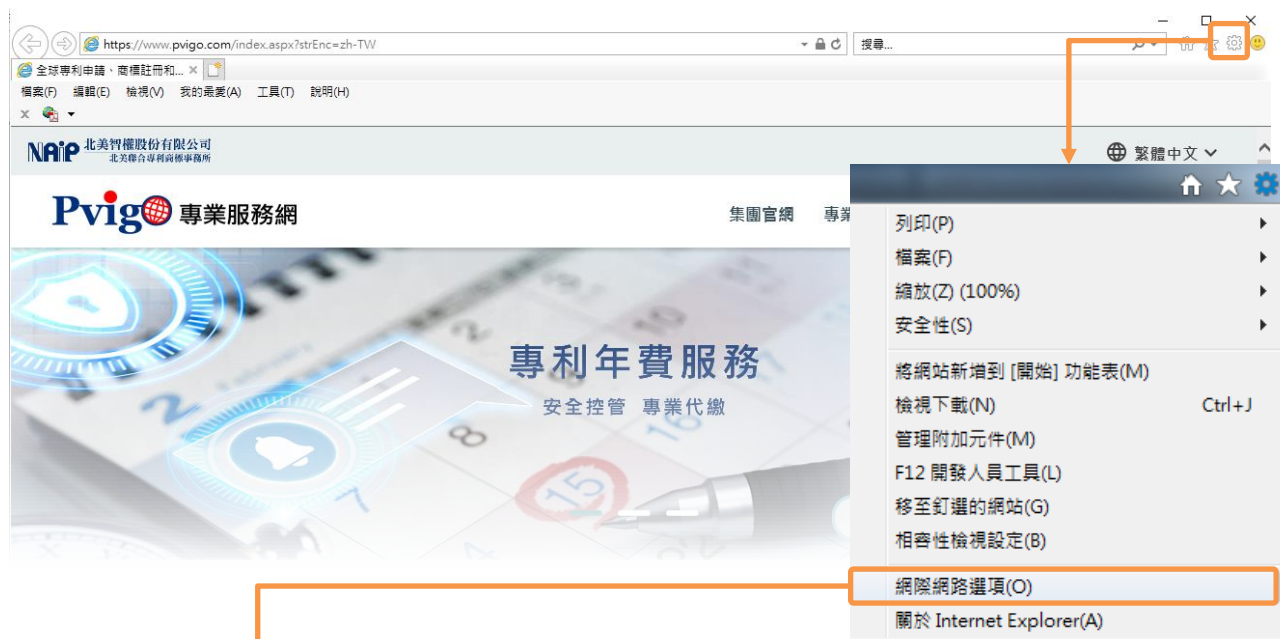 https://www.pvigo.com/index.aspx?strEnc=zh-TW
搜尋...
全球專利申請、商標註冊和...
檔案(F) 編輯(E) 檢視(V) 我的最愛(A) 工具(T) 說明(H)
NAIP 北美智權股份有限公司
北美聯合專利商標事務所
繁體中文
Pvigo 專業服務網
集團官網 專業
專利年費服務
安全控管 專業代繳
列印(P)
檔案(F)
縮放(Z) (100%)
安全性(S)
將網站新增到 [開始] 功能表(M)
檢視下載(N) Ctrl+J
管理附加元件(M)
F12 開發人員工具(L)
移至釘選的網站(G)
相容性檢視設定(B)
網際網路選項(O)
關於 Internet Explorer(A)